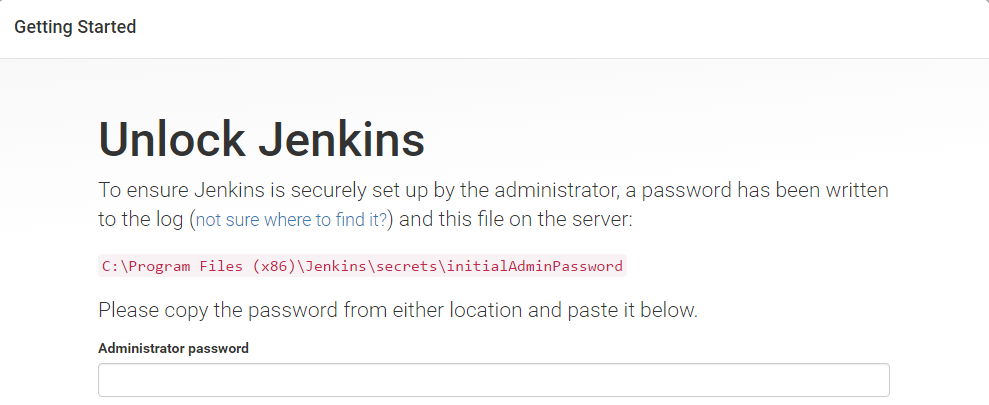 Getting Started
Unlock Jenkins
To ensure Jenkins is securely set up by the administrator, a password has been written
to the log (not sure where to find it?) and this file on the server:
C:\Program Files (x86)\Jenkins\secrets\initialAdminPassword
Please copy the password from either location and paste it below.
Administrator password